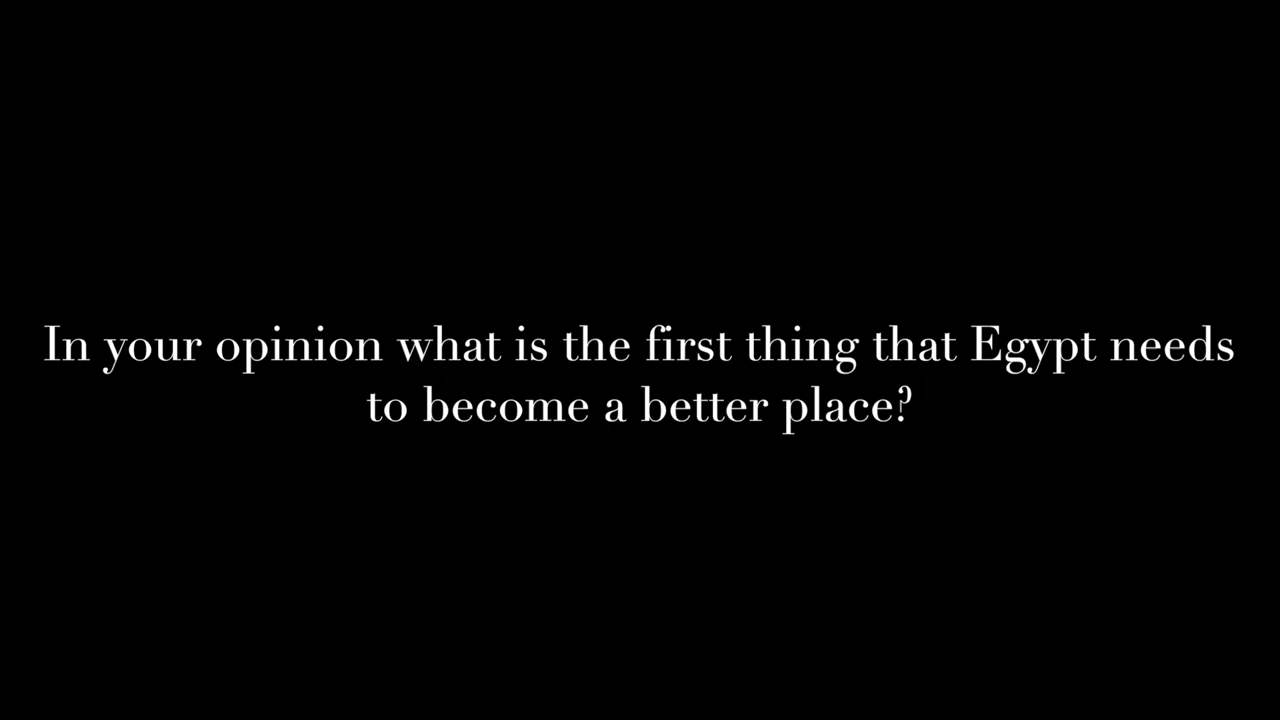 In your opinion what is the first thing that Egypt needs
to become a better place?